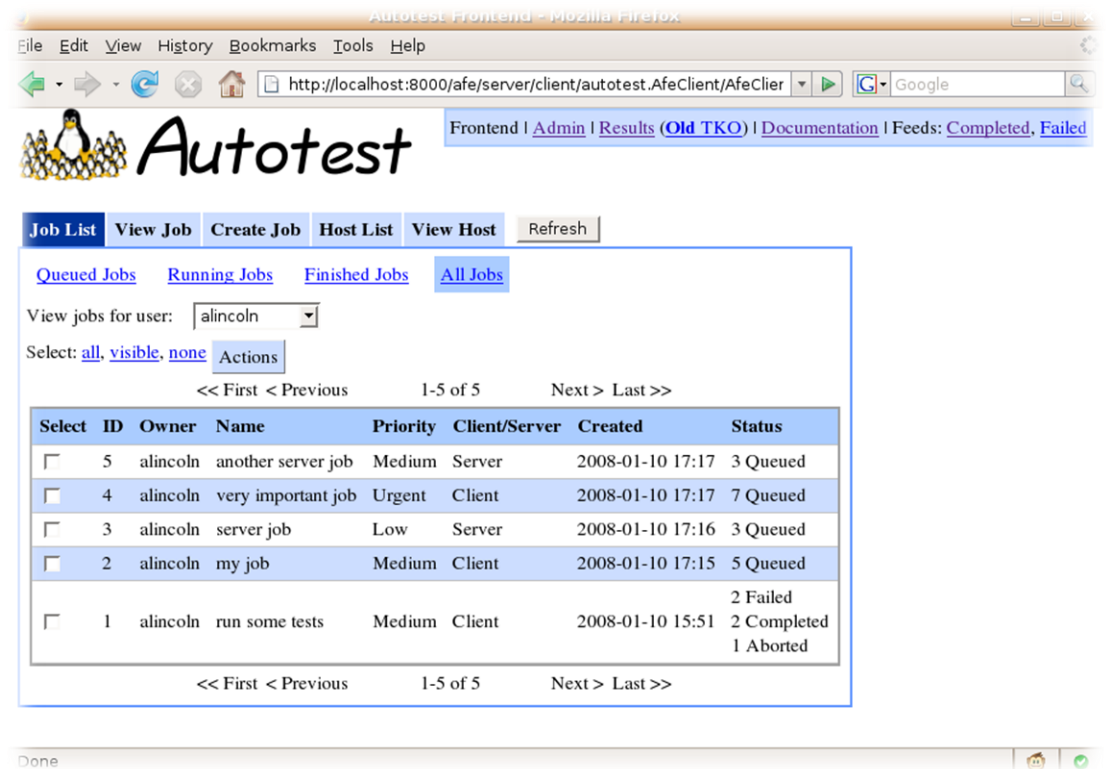 Autotest Frontend - Mozilla Firefox
File Edit View History Bookmarks Tools Help
http://localhost:8000/afe/server/client/autotest.AfeClient/AfeClier G Google
Autotest
Frontend | Admin | Results (Old TKO) | Documentation | Feeds: Completed, Failed
Job List View Job Create Job Host List View Host Refresh
Queued Jobs Running Jobs Finished Jobs All Jobs
View jobs for user: alincoln
Select: all, visible, none Actions
<< First < Previous 1-5 of 5 Next > Last >>
Select ID Owner Name Priority Client/Server Created Status
5 alincoln another server job Medium Server 2008-01-10 17:17 3 Queued
4 alincoln very important job Urgent Client 2008-01-10 17:17 7 Queued
3 alincoln server job Low Server 2008-01-10 17:16 3 Queued
2 alincoln my job Medium Client 2008-01-10 17:15 5 Queued
1 alincoln run some tests Medium Client 2008-01-10 15:51 2 Failed
2 Completed
1 Aborted
<< First < Previous 1-5 of 5 Next > Last >>
Done